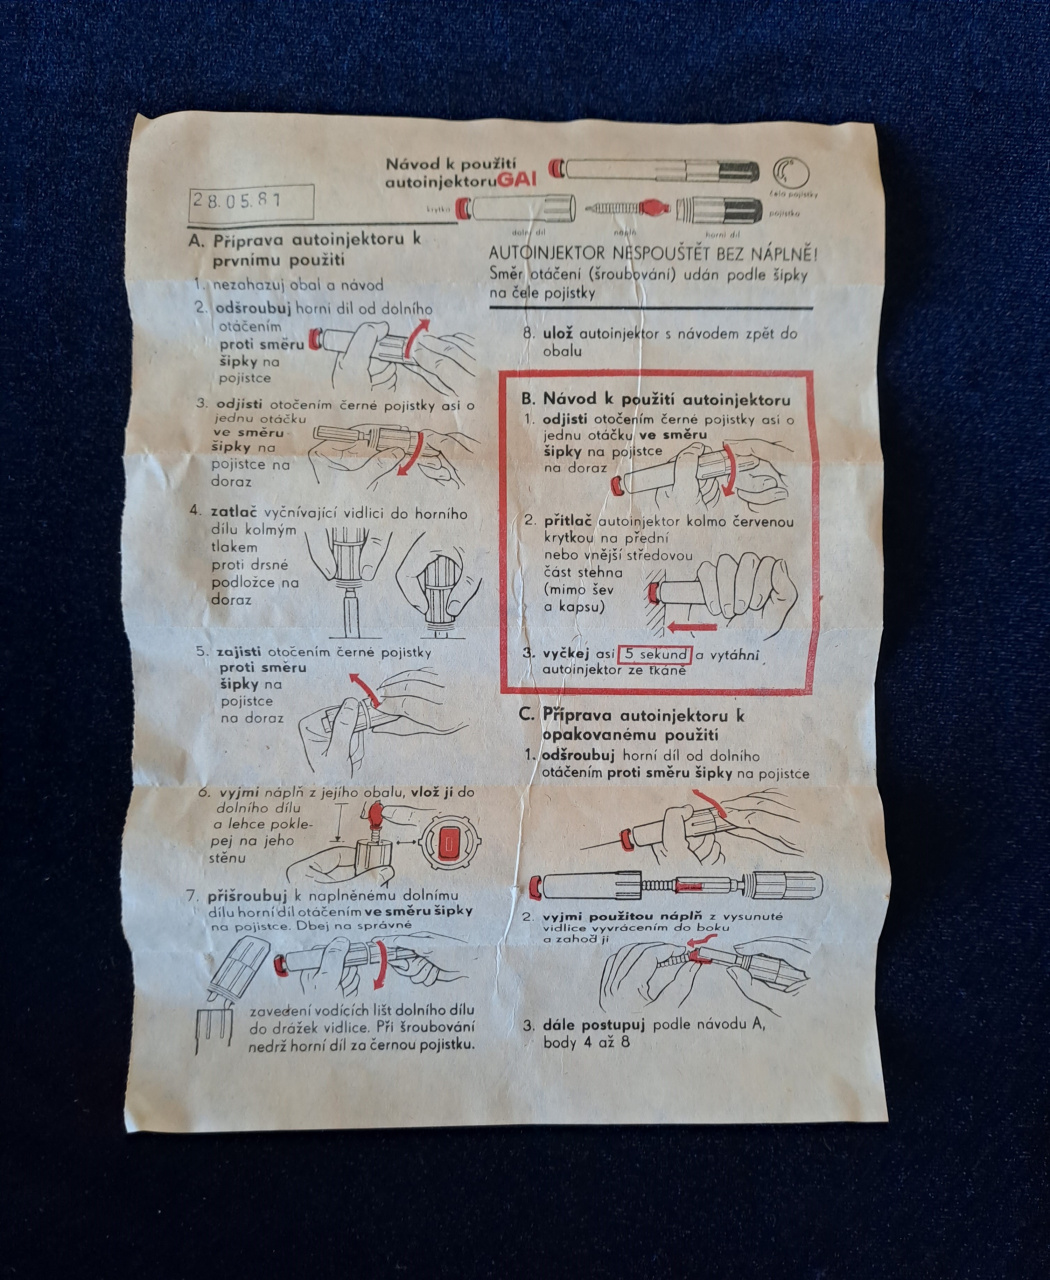 Návod k použití
autoinjektoru GAI
čelo pojistky
28.05.81
krytka
dolní díl
náplň
horní díl
pojistka
A. Příprava autoinjektoru k
prvnímu použití
1. nezahazuj obal a návod
2. odšroubuj horní díl od dolního
otáčením
proti směru
šipky na
pojistce
3. odjisti otočením černé pojistky asi o
jednu otáčku
ve směru
šipky na
pojistce na
doraz
4. zatlač vyčnívající vidlici do horního
dílu kolmým
tlakem
proti drsné
podložce na
doraz
5. zajisti otočením černé pojistky
proti směru
šipky na
pojistce
na doraz
6. vyjmi náplň z jejího obalu, vlož ji do
dolního dílu
a lehce pokle-
pej na jeho
stěnu
7. přišroubuj k naplněnému dolnímu
dílu horní díl otáčením ve směru šipky
na pojistce. Dbej na správné
zavedení vodících lišt dolního dílu
do drážek vidlice. Při šroubování
nedrž horní díl za černou pojistku.
AUTOINJEKTOR NESPOUŠTĚT BEZ NÁPLNĚ!
Směr otáčení (šroubování) udán podle šipky
na čele pojistky
8. ulož autoinjektor s návodem zpět do
obalu
B. Návod k použití autoinjektoru
1. odjisti otočením černé pojistky asi o
jednu otáčku ve směru
šipky na pojistce
na doraz
2. přitlač autoinjektor kolmo červenou
krytkou na přední
nebo vnější středovou
část stehna
(mimo šev
a kapsu)
3. vyčkej asi 5 sekund a vytáhni
autoinjektor ze tkáně
C. Příprava autoinjektoru k
opakovanému použití
1. odšroubuj horní díl od dolního
otáčením proti směru šipky na pojistce
2. vyjmi použitou náplň z vysunuté
vidlice vyvrácením do boku
a zahoď ji
3. dále postupuj podle návodu A,
body 4 až 8